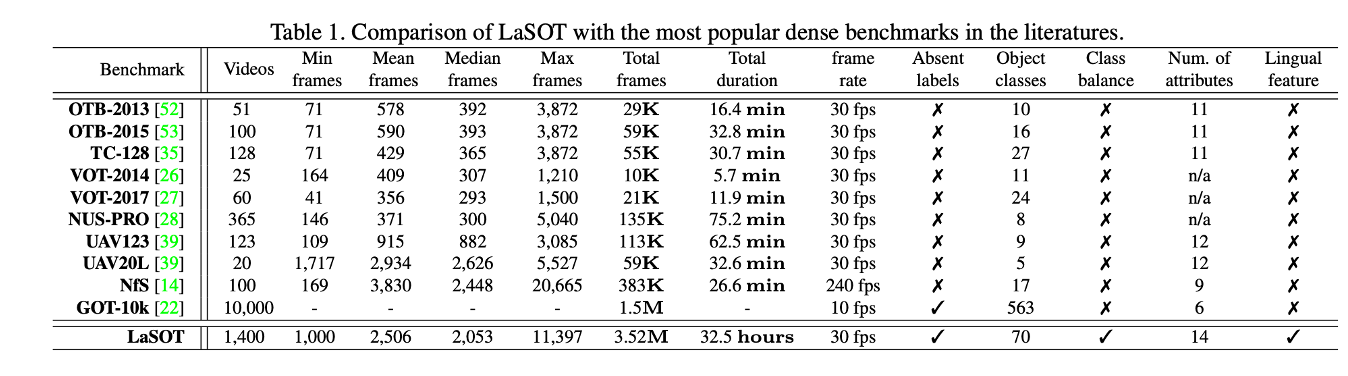 Table 1. Comparison of LaSOT with the most popular dense benchmarks in the literatures.
Benchmark Videos Min frames Mean frames Median frames Max frames Total frames Total duration frame rate Absent labels Object classes Class balance Num. of attributes Lingual feature
OTB-2013 [52] 51 71 578 392 3,872 29K 16.4 min 30 fps ✗ 10 ✗ 11 ✗
OTB-2015 [53] 100 71 590 393 3,872 59K 32.8 min 30 fps ✗ 16 ✗ 11 ✗
TC-128 [35] 128 71 429 365 3,872 55K 30.7 min 30 fps ✗ 27 ✗ 11 ✗
VOT-2014 [26] 25 164 409 307 1,210 10K 5.7 min 30 fps ✗ 11 ✗ n/a ✗
VOT-2017 [27] 60 41 356 293 1,500 21K 11.9 min 30 fps ✗ 24 ✗ n/a ✗
NUS-PRO [28] 365 146 371 300 5,040 135K 75.2 min 30 fps ✗ 8 ✗ n/a ✗
UAV123 [39] 123 109 915 882 3,085 113K 62.5 min 30 fps ✗ 9 ✗ 12 ✗
UAV20L [39] 20 1,717 2,934 2,626 5,527 59K 32.6 min 30 fps ✗ 5 ✗ 12 ✗
NfS [14] 100 169 3,830 2,448 20,665 383K 26.6 min 240 fps ✗ 17 ✗ 9 ✗
GOT-10k [22] 10,000 - - - - 1.5M - 10 fps ✓ 563 ✗ 6 ✗
LaSOT 1,400 1,000 2,506 2,053 11,397 3.52M 32.5 hours 30 fps ✓ 70 ✓ 14 ✓